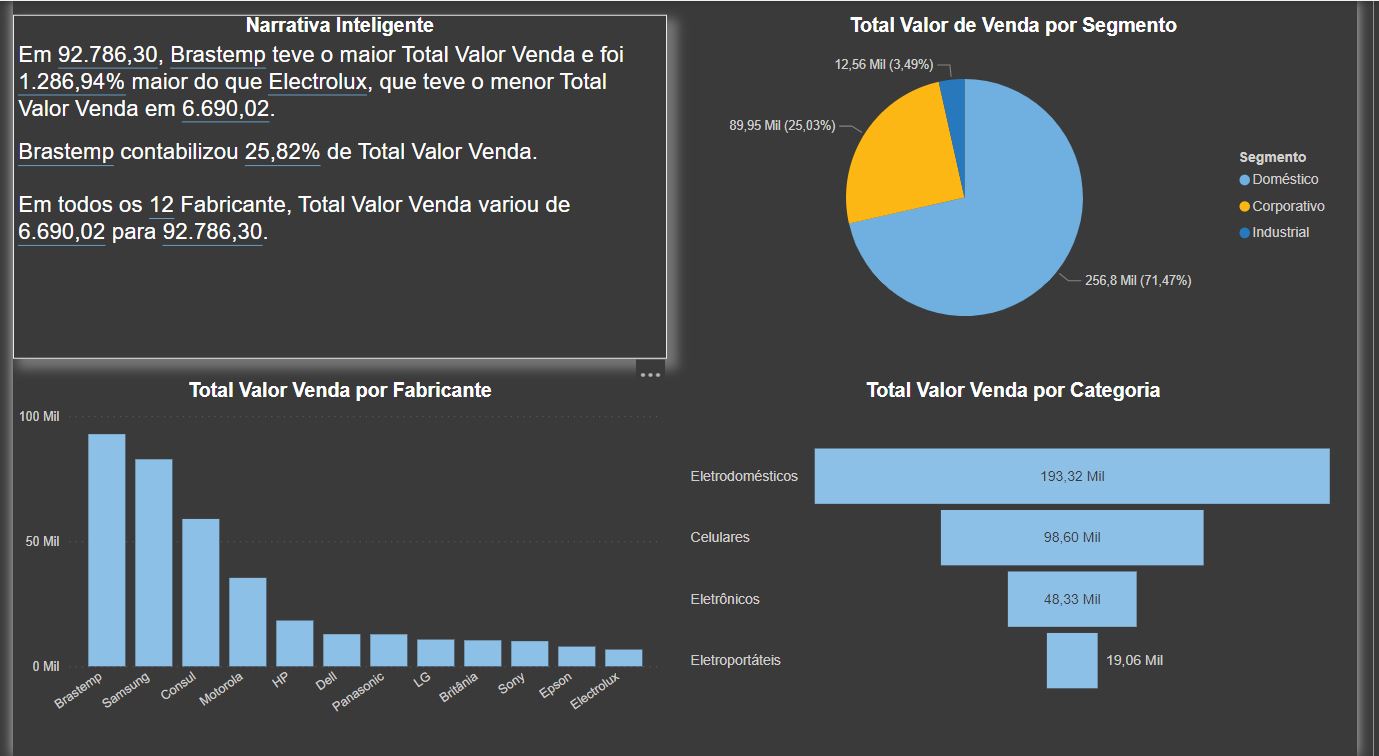 Narrativa Inteligente
Em 92.786,30, Brastemp teve o maior Total Valor Venda e foi
1.286,94% maior do que Electrolux, que teve o menor Total
Valor Venda em 6.690,02.
Brastemp contabilizou 25,82% de Total Valor Venda.
Em todos os 12 Fabricante, Total Valor Venda variou de
6.690,02 para 92.786,30.
Total Valor de Venda por Segmento
12,56 Mil (3,49%)
89,95 Mil (25,03%)
256,8 Mil (71,47%)
Segmento
Doméstico
Corporativo
Industrial
Total Valor Venda por Fabricante
100 Mil
50 Mil
0 Mil
Brastemp
Samsung
Consul
Motorola
HP
Dell
Panasonic
LG
Britânia
Sony
Epson
Electrolux
Total Valor Venda por Categoria
Eletrodomésticos
193,32 Mil
Celulares
98,60 Mil
Eletrônicos
48,33 Mil
Eletroportáteis
19,06 Mil